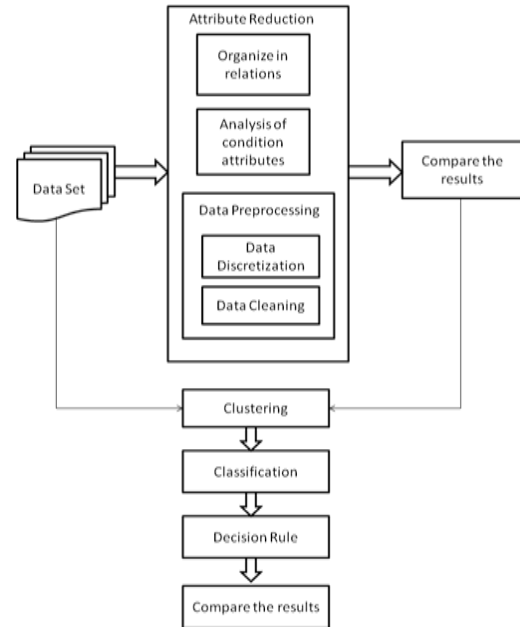 Attribute Reduction
Organize in
relations
Analysis of
condition
attributes
Data Set
Compare the
results
Data Preprocessing
Data
Discretization
Data Cleaning
Clustering
Classification
Decision Rule
Compare the results